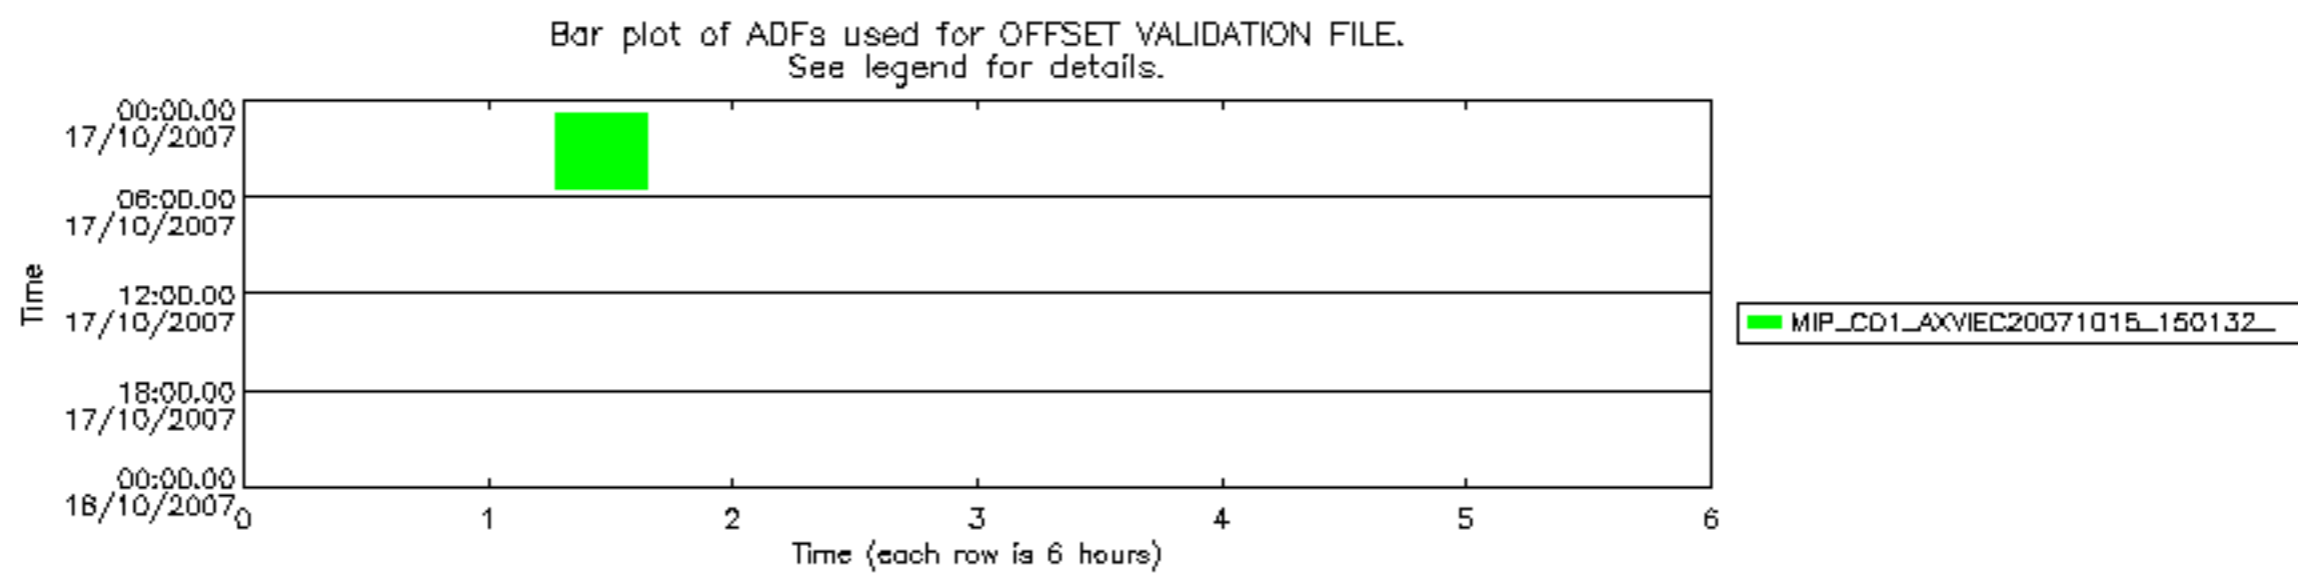 Bar plot of ADFs used for OFFSET VALIDATION FILE.
See legend for details.
00:00.00
17/10/2007
06:00.00
17/10/2007
12:00.00
17/10/2007
18:00.00
17/10/2007
00:00.00
18/10/2007
Time
0 1 2 3 4 5 6
Time (each row is 6 hours)
MIP_CO1_AXVIEC20071015_150132_